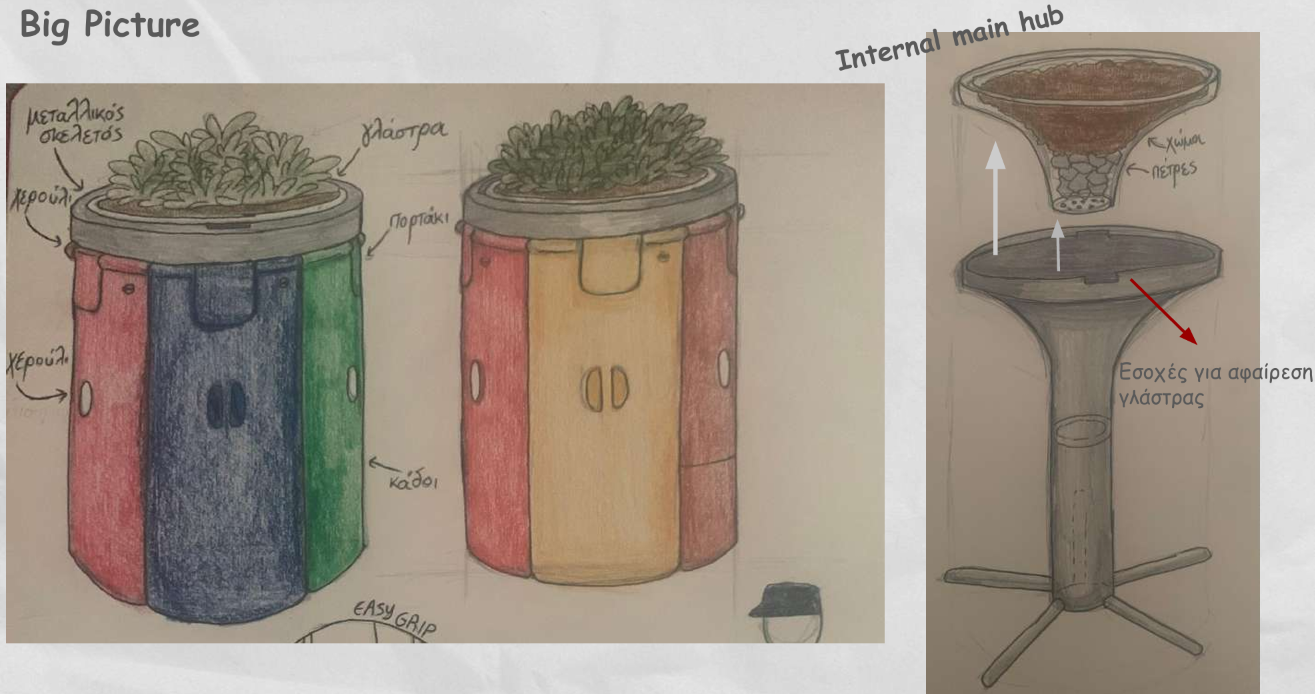 Big Picture
Internal main hub
μεταλλικός
σκελετός
γλάστρα
χερούλι
πορτάκι
χερούλι
κάδοι
EASY GRIP
χώμα
πέτρες
Εσοχές για αφαίρεση
γλάστρας